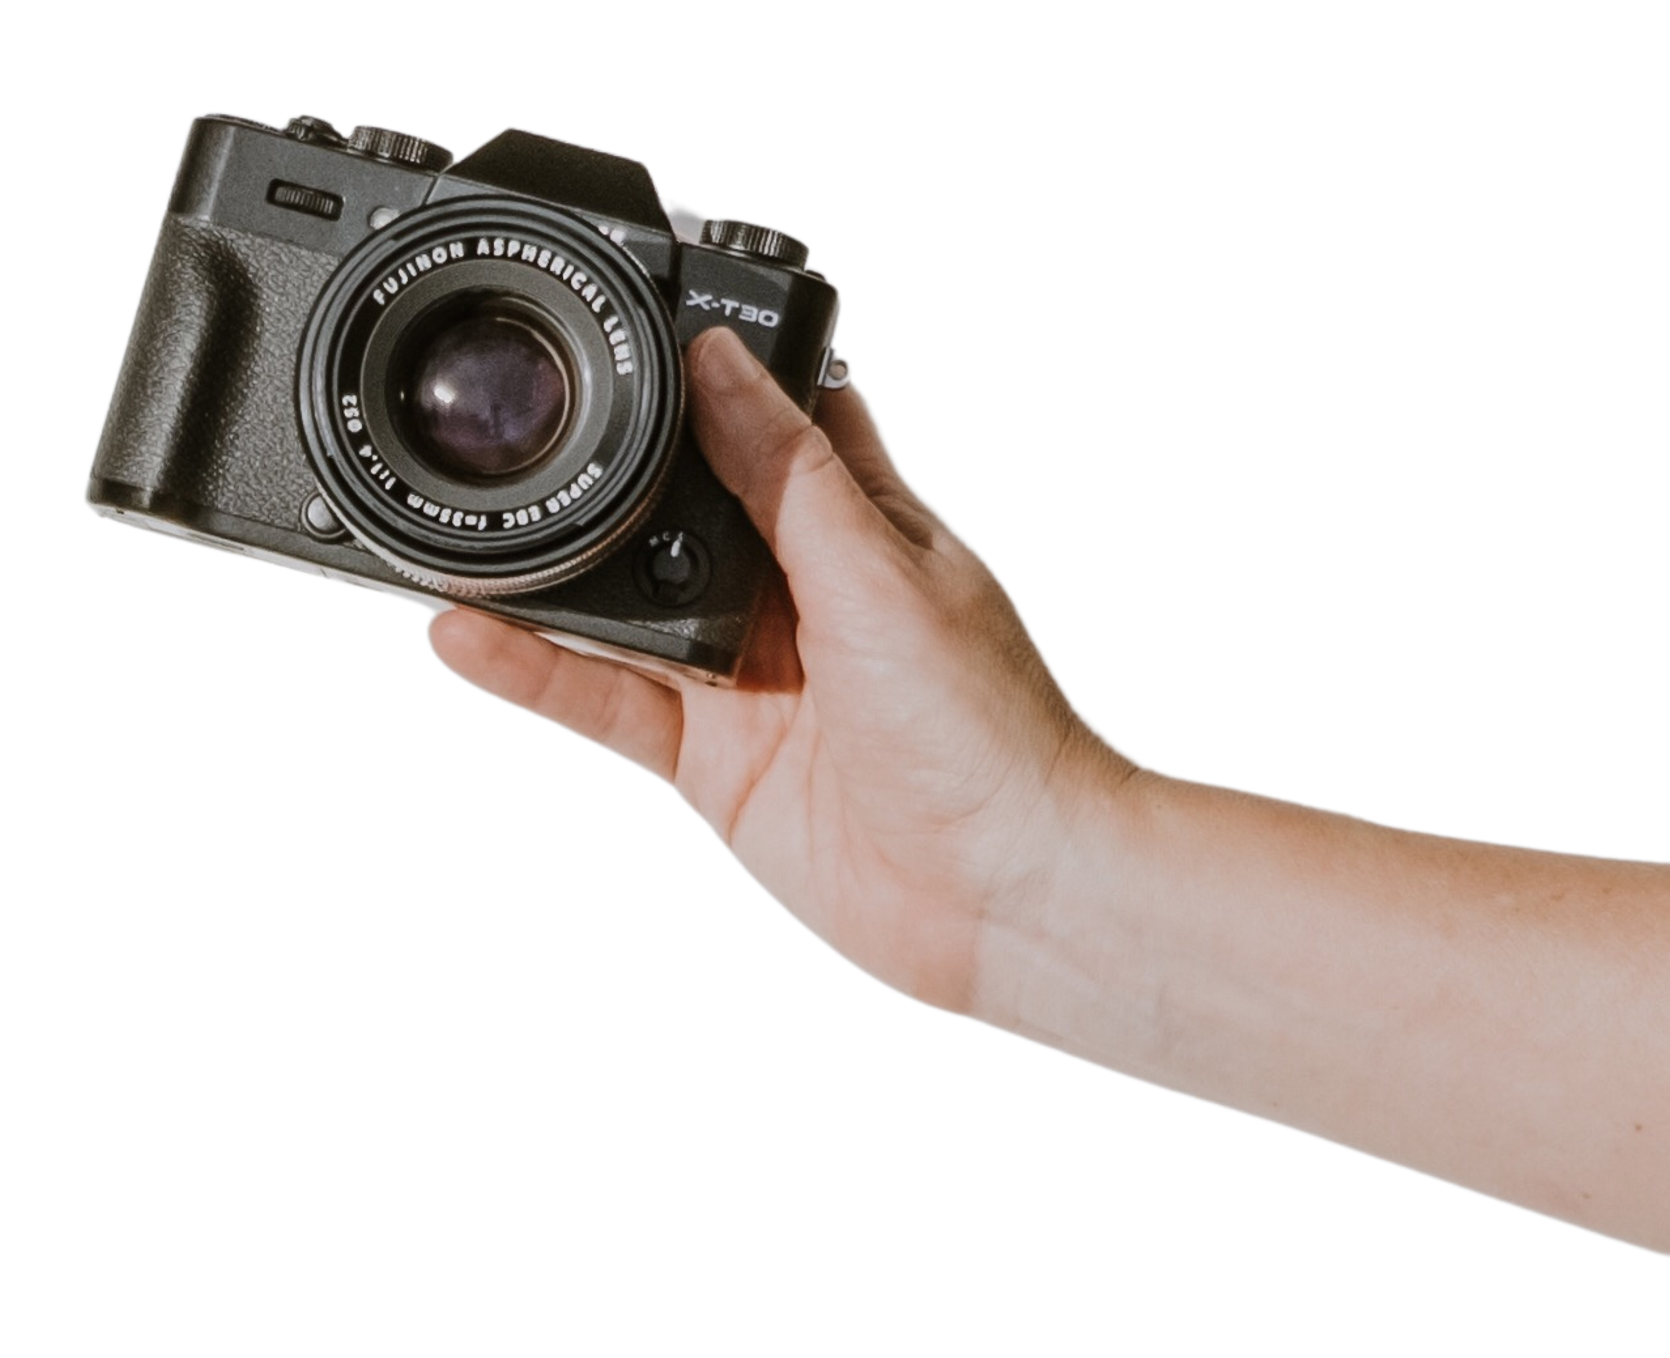 FUJINON ASPHERICAL LENS
SUPER EBC f=35mm 1:1.4 Ø52
X-T30
M C S